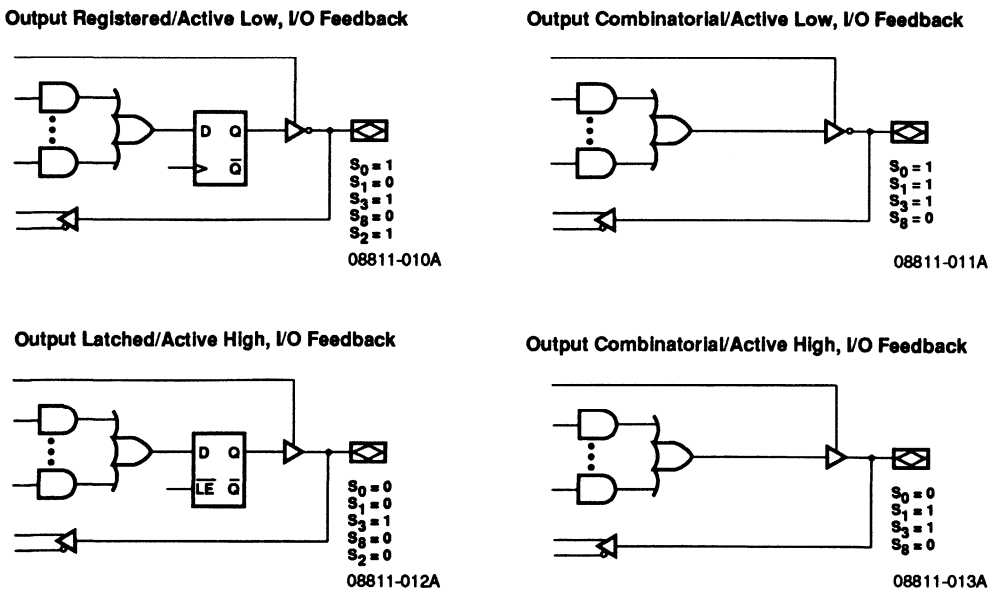 Output Registered/Active Low, I/O Feedback
D Q
Q̅
S0 = 1
S1 = 0
S3 = 1
S8 = 0
S2 = 1
08811-010A
Output Combinatorial/Active Low, I/O Feedback
S0 = 1
S1 = 1
S3 = 1
S8 = 0
08811-011A
Output Latched/Active High, I/O Feedback
D Q
L̅E̅ Q̅
S0 = 0
S1 = 0
S3 = 1
S8 = 0
S2 = 0
08811-012A
Output Combinatorial/Active High, I/O Feedback
S0 = 0
S1 = 1
S3 = 1
S8 = 0
08811-013A